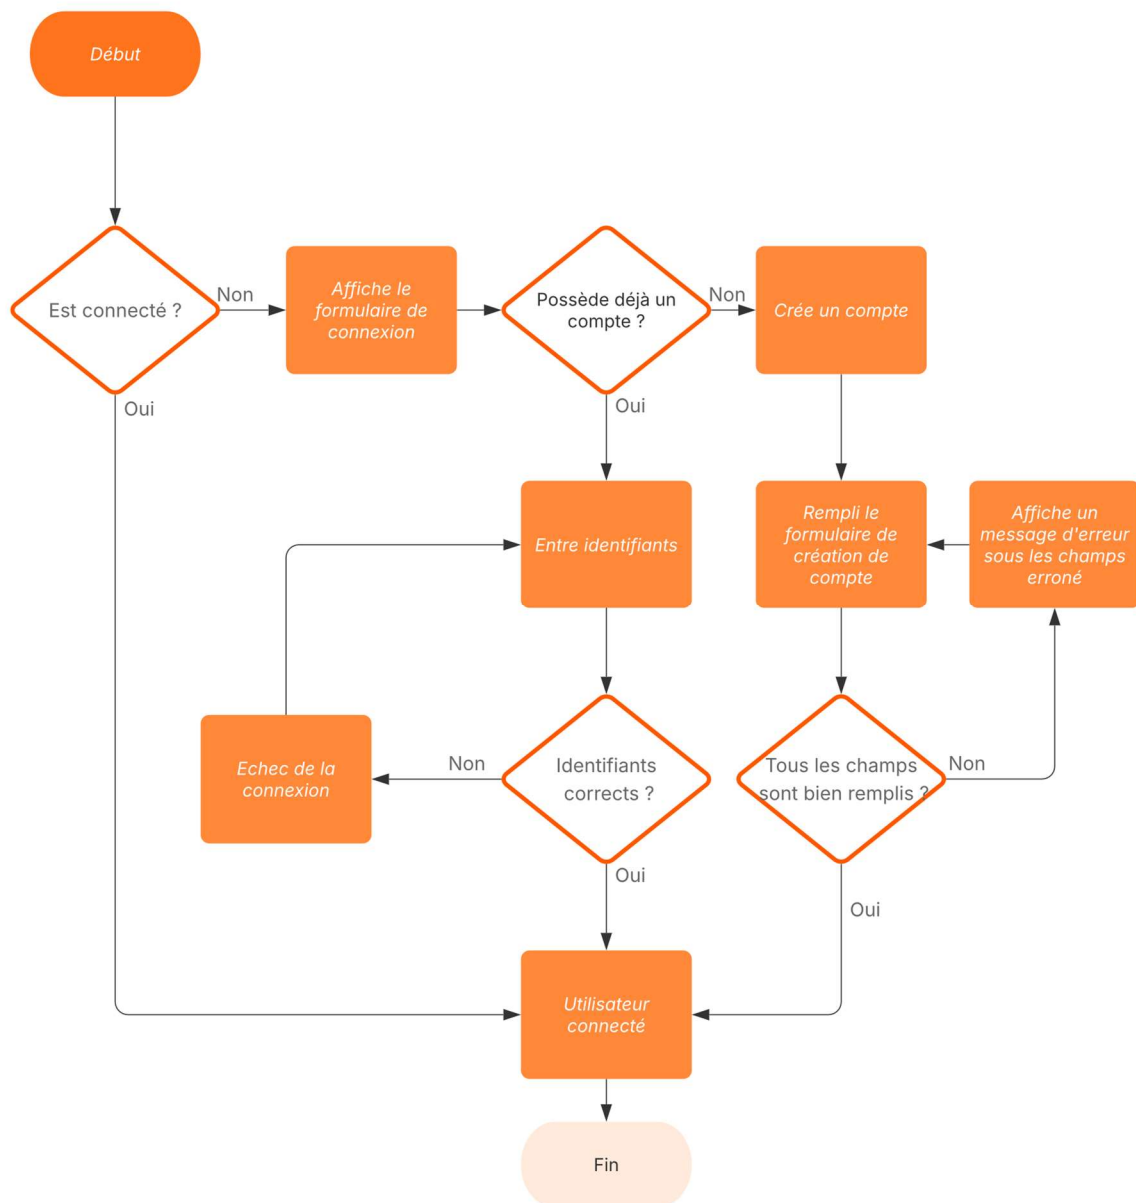 Début
Est connecté ?
Non
Affiche le
formulaire de
connexion
Possède déjà un
compte ?
Non
Crée un compte
Oui
Oui
Entre identifiants
Rempli le
formulaire de
création de
compte
Affiche un
message d'erreur
sous les champs
erroné
Echec de la
connexion
Non
Identifiants
corrects ?
Tous les champs
sont bien remplis ?
Non
Oui
Oui
Utilisateur
connecté
Fin